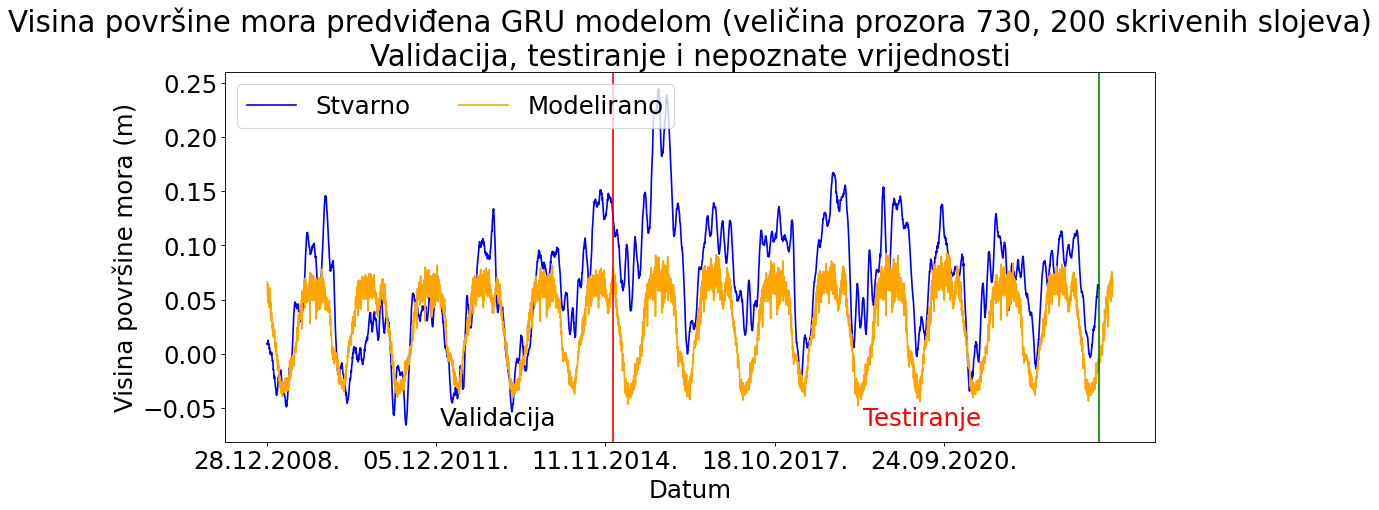 Visina površine mora predviđena GRU modelom (veličina prozora 730, 200 skrivenih slojeva)
Validacija, testiranje i nepoznate vrijednosti
Stvarno
Modelirano
Visina površine mora (m)
0.25
0.20
0.15
0.10
0.05
0.00
−0.05
Validacija
Testiranje
28.12.2008.
05.12.2011.
11.11.2014.
18.10.2017.
24.09.2020.
Datum